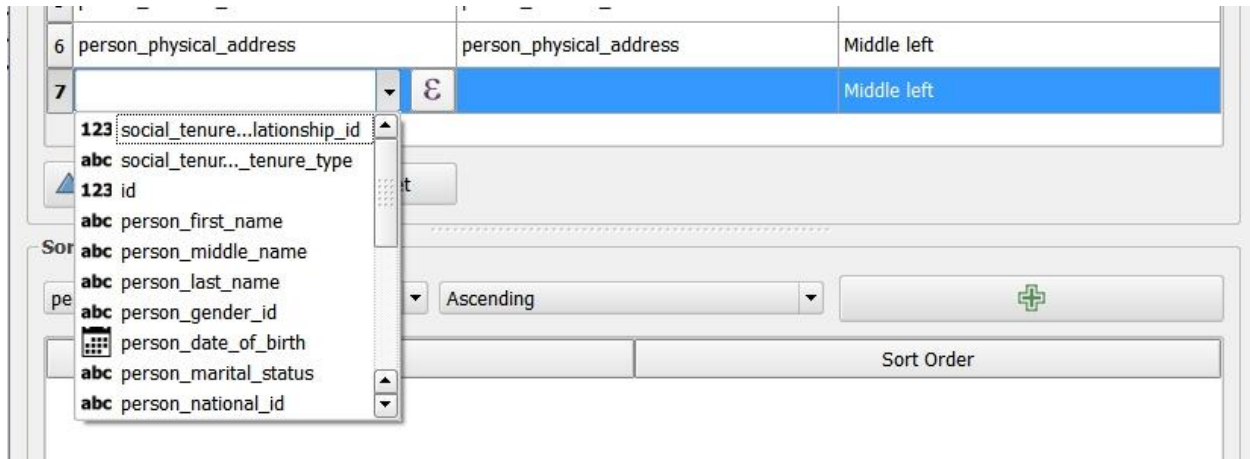 6 person_physical_address person_physical_address Middle left
7 ε Middle left
123 social_tenure...lationship_id
abc social_tenur..._tenure_type
123 id
abc person_first_name
abc person_middle_name
abc person_last_name
abc person_gender_id
person_date_of_birth
abc person_marital_status
abc person_national_id
Ascending
Sort Order